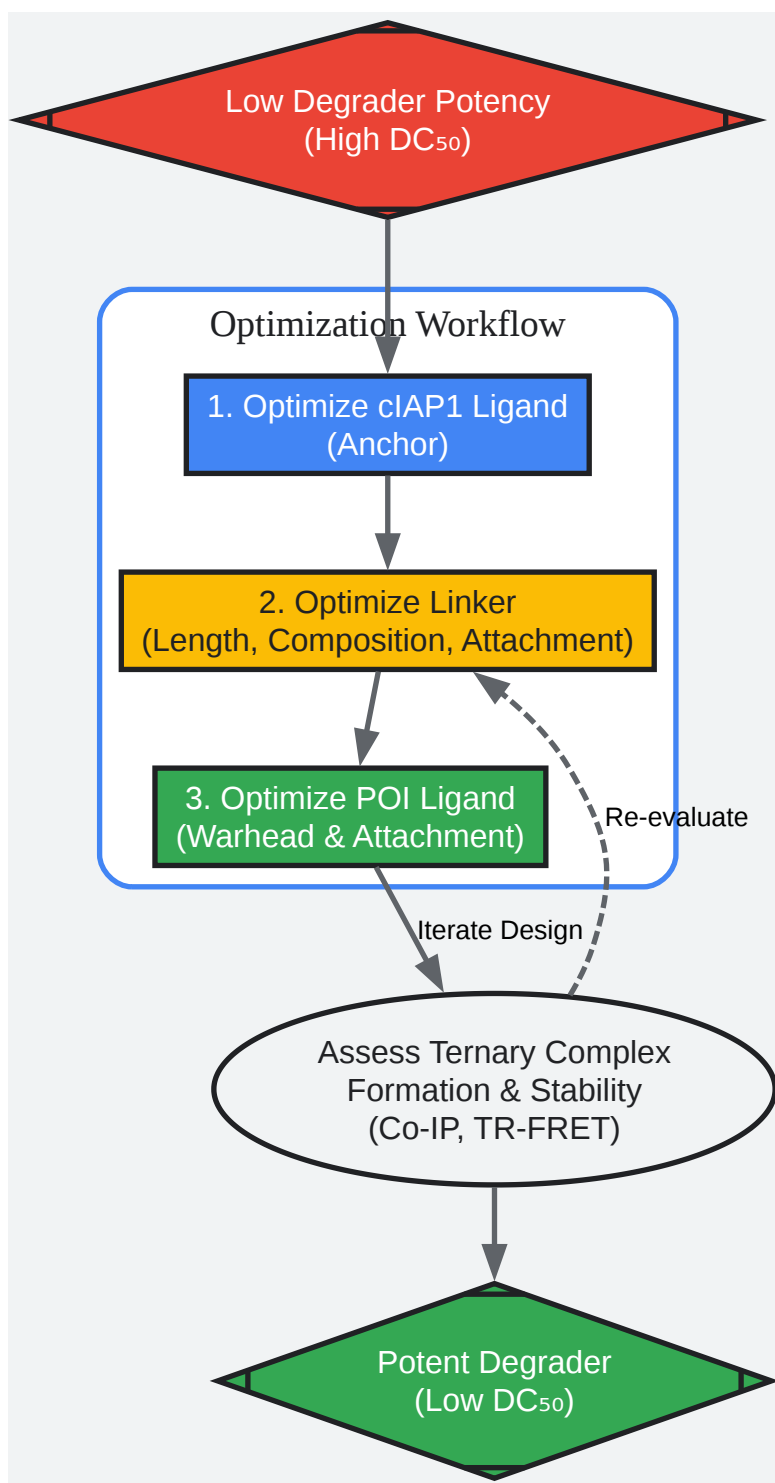 Low Degrader Potency
(High DC₅₀)
Optimization Workflow
1. Optimize cIAP1 Ligand
(Anchor)
2. Optimize Linker
(Length, Composition, Attachment)
3. Optimize POI Ligand
(Warhead & Attachment)
Re-evaluate
Iterate Design
Assess Ternary Complex
Formation & Stability
(Co-IP, TR-FRET)
Potent Degrader
(Low DC₅₀)